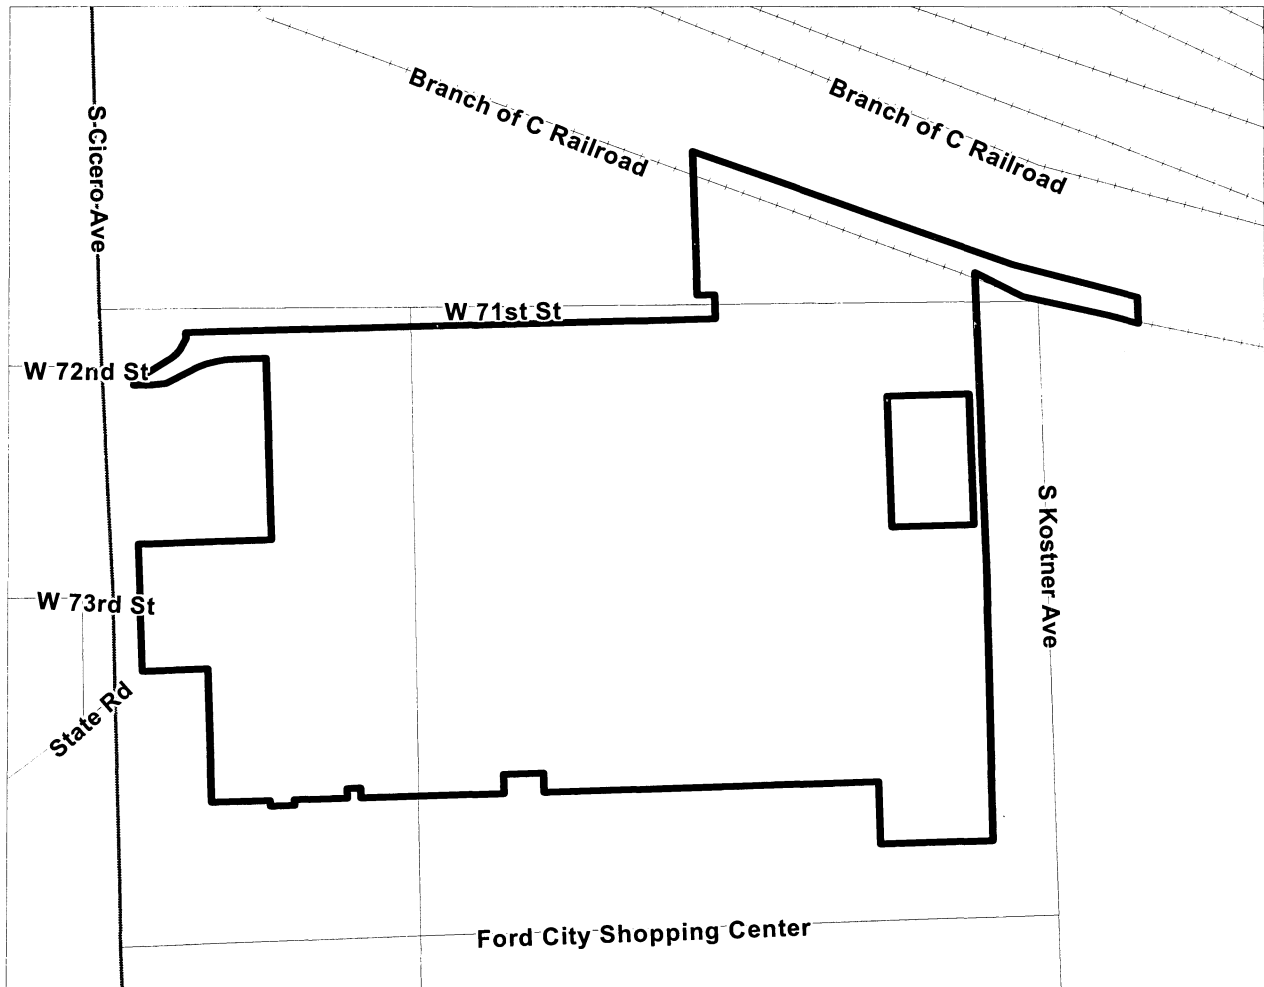 Branch of C Railroad
Branch of C Railroad
S Cicero Ave
W 71st St
W 72nd St
S Kostner Ave
W 73rd St
State Rd
Ford City Shopping Center